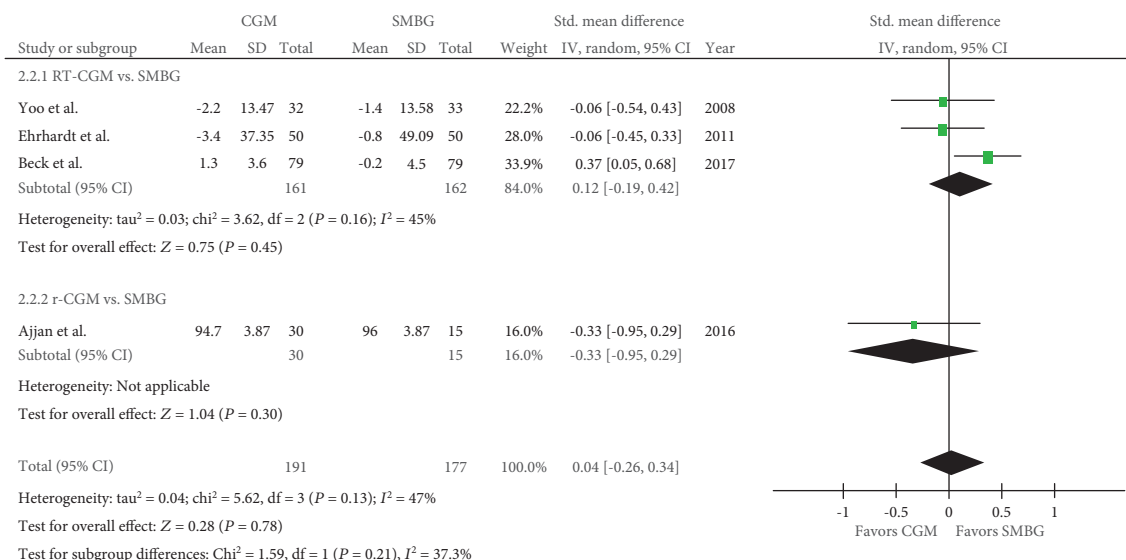 CGM SMBG Std. mean difference Std. mean difference
Study or subgroup Mean SD Total Mean SD Total Weight IV, random, 95% CI Year IV, random, 95% CI
2.2.1 RT-CGM vs. SMBG
Yoo et al. -2.2 13.47 32 -1.4 13.58 33 22.2% -0.06 [-0.54, 0.43] 2008
Ehrhardt et al. -3.4 37.35 50 -0.8 49.09 50 28.0% -0.06 [-0.45, 0.33] 2011
Beck et al. 1.3 3.6 79 -0.2 4.5 79 33.9% 0.37 [0.05, 0.68] 2017
Subtotal (95% CI) 161 162 84.0% 0.12 [-0.19, 0.42]
Heterogeneity: tau² = 0.03; chi² = 3.62, df = 2 (P = 0.16); I² = 45%
Test for overall effect: Z = 0.75 (P = 0.45)
2.2.2 r-CGM vs. SMBG
Ajjan et al. 94.7 3.87 30 96 3.87 15 16.0% -0.33 [-0.95, 0.29] 2016
Subtotal (95% CI) 30 15 16.0% -0.33 [-0.95, 0.29]
Heterogeneity: Not applicable
Test for overall effect: Z = 1.04 (P = 0.30)
Total (95% CI) 191 177 100.0% 0.04 [-0.26, 0.34]
Heterogeneity: tau² = 0.04; chi² = 5.62, df = 3 (P = 0.13); I² = 47%
Test for overall effect: Z = 0.28 (P = 0.78)
Test for subgroup differences: Chi² = 1.59, df = 1 (P = 0.21), I² = 37.3%
-1 -0.5 0 0.5 1
Favors CGM Favors SMBG